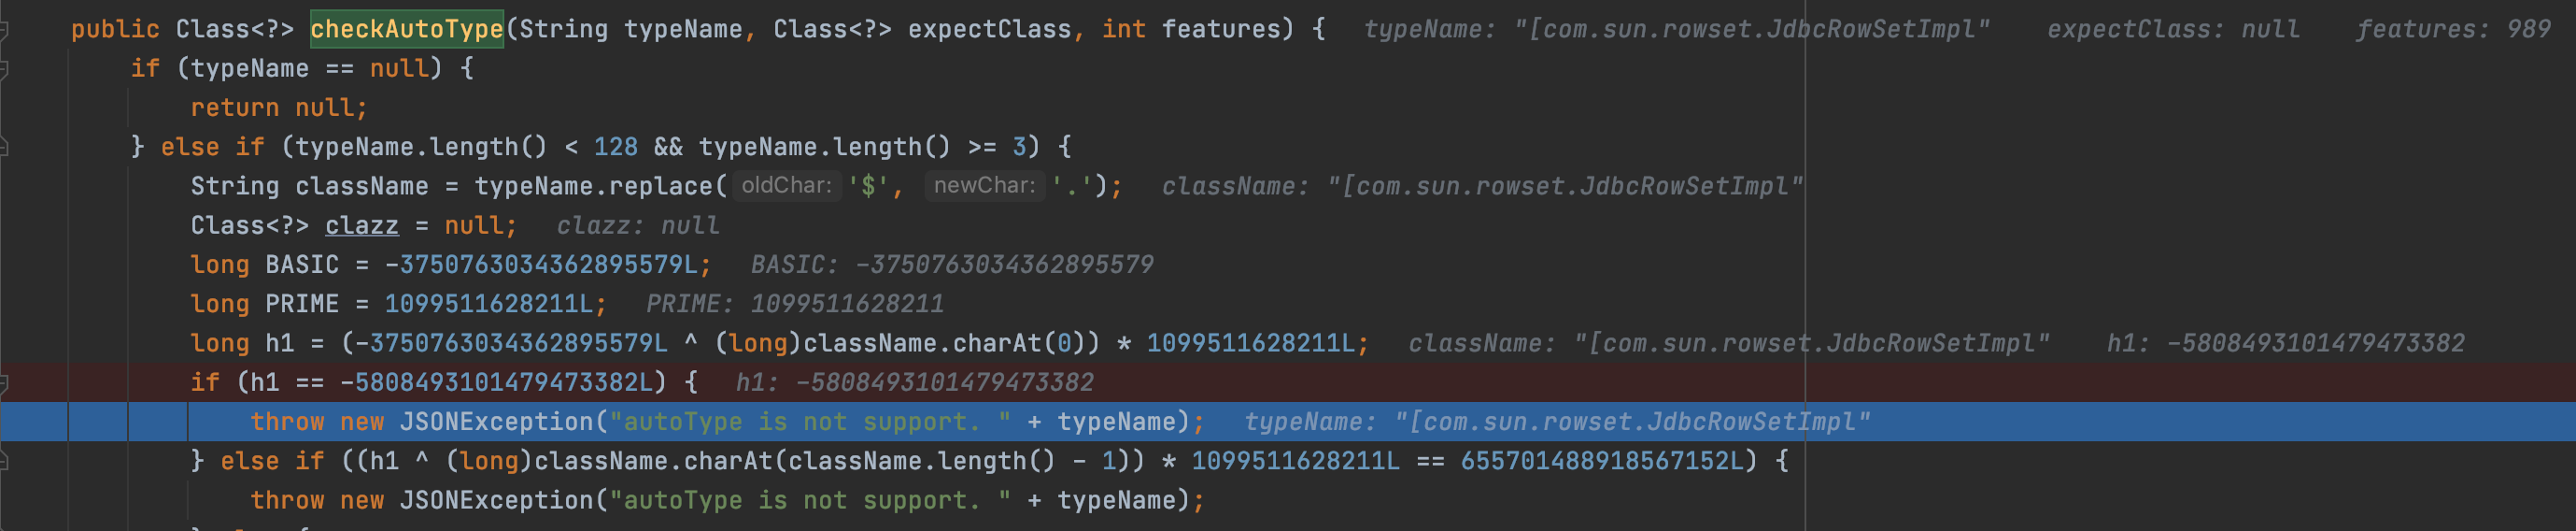 public Class<?> checkAutoType(String typeName, Class<?> expectClass, int features) {  typeName: "[com.sun.rowset.JdbcRowSetImpl"  expectClass: null  features: 989
if (typeName == null) {
return null;
} else if (typeName.length() < 128 && typeName.length() >= 3) {
String className = typeName.replace( oldChar: '$', newChar: '.');  className: "[com.sun.rowset.JdbcRowSetImpl"
Class<?> clazz = null;  clazz: null
long BASIC = -3750763034362895579L;  BASIC: -3750763034362895579
long PRIME = 1099511628211L;  PRIME: 1099511628211
long h1 = (-3750763034362895579L ^ (long)className.charAt(0)) * 1099511628211L;  className: "[com.sun.rowset.JdbcRowSetImpl"  h1: -5808493101479473382
if (h1 == -5808493101479473382L) {  h1: -5808493101479473382
throw new JSONException("autoType is not support. " + typeName);  typeName: "[com.sun.rowset.JdbcRowSetImpl"
} else if ((h1 ^ (long)className.charAt(className.length() - 1)) * 1099511628211L == 655701488918567152L) {
throw new JSONException("autoType is not support. " + typeName);